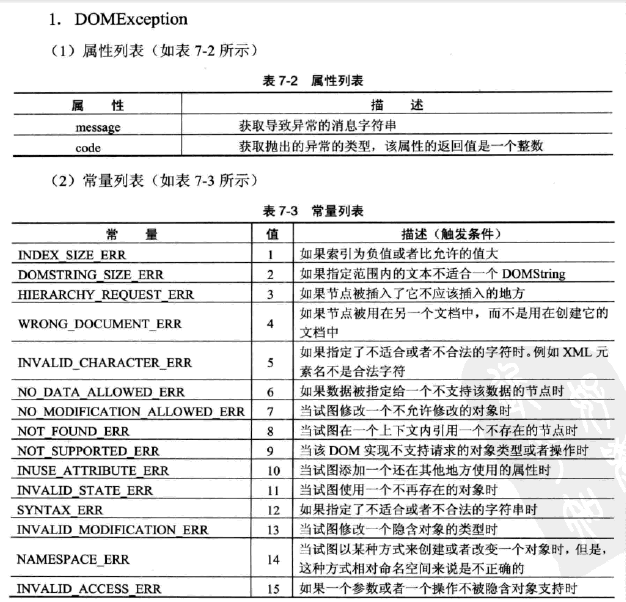 1. DOMException
（1）属性列表（如表 7-2 所示）
表 7-2 属性列表
属 性 描 述
message 获取导致异常的消息字符串
code 获取抛出的异常的类型，该属性的返回值是一个整数
（2）常量列表（如表 7-3 所示）
表 7-3 常量列表
常 量 值 描述（触发条件）
INDEX_SIZE_ERR 1 如果索引为负值或者比允许的值大
DOMSTRING_SIZE_ERR 2 如果指定范围内的文本不适合一个 DOMString
HIERARCHY_REQUEST_ERR 3 如果节点被插入了它不应该插入的地方
WRONG_DOCUMENT_ERR 4 如果节点被用在另一个文档中，而不是用在创建它的
文档中
INVALID_CHARACTER_ERR 5 如果指定了不适合或者不合法的字符时。例如 XML 元
素名不是合法字符
NO_DATA_ALLOWED_ERR 6 如果数据被指定给一个不支持该数据的节点时
NO_MODIFICATION_ALLOWED_ERR 7 当试图修改一个不允许修改的对象时
NOT_FOUND_ERR 8 当试图在一个上下文内引用一个不存在的节点时
NOT_SUPPORTED_ERR 9 当该 DOM 实现不支持请求的对象类型或者操作时
INUSE_ATTRIBUTE_ERR 10 当试图添加一个还在其他地方使用的属性时
INVALID_STATE_ERR 11 当试图使用一个不再存在的对象时
SYNTAX_ERR 12 如果指定了不适合或者不合法的字符串时
INVALID_MODIFICATION_ERR 13 当试图修改一个隐含对象的类型时
NAMESPACE_ERR 14 当试图以某种方式来创建或者改变一个对象时，但是，
这种方式相对命名空间来说是不正确的
INVALID_ACCESS_ERR 15 如果一个参数或者一个操作不被隐含对象支持时